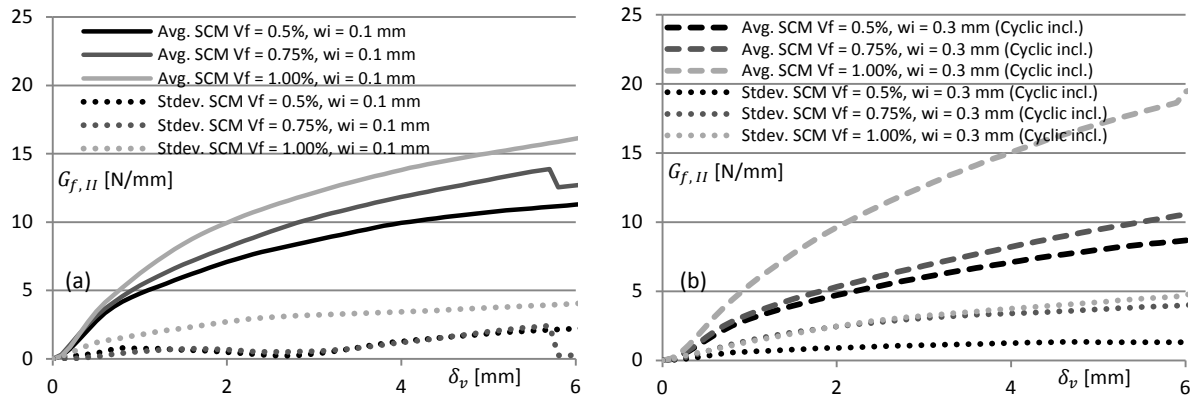 25
20
15
10
5
0
Avg. SCM Vf = 0.5%, wi = 0.1 mm
Avg. SCM Vf = 0.75%, wi = 0.1 mm
Avg. SCM Vf = 1.00%, wi = 0.1 mm
Stdev. SCM Vf = 0.5%, wi = 0.1 mm
Stdev. SCM Vf = 0.75%, wi = 0.1 mm
Stdev. SCM Vf = 1.00%, wi = 0.1 mm
G_{f,II} [N/mm]
(a)
0 2 4 6
δ_v [mm]
25
20
15
10
5
0
Avg. SCM Vf = 0.5%, wi = 0.3 mm (Cyclic incl.)
Avg. SCM Vf = 0.75%, wi = 0.3 mm (Cyclic incl.)
Avg. SCM Vf = 1.00%, wi = 0.3 mm (Cyclic incl.)
Stdev. SCM Vf = 0.5%, wi = 0.3 mm (Cyclic incl.)
Stdev. SCM Vf = 0.75%, wi = 0.3 mm (Cyclic incl.)
Stdev. SCM Vf = 1.00%, wi = 0.3 mm (Cyclic incl.)
G_{f,II} [N/mm]
(b)
0 2 4 6
δ_v [mm]